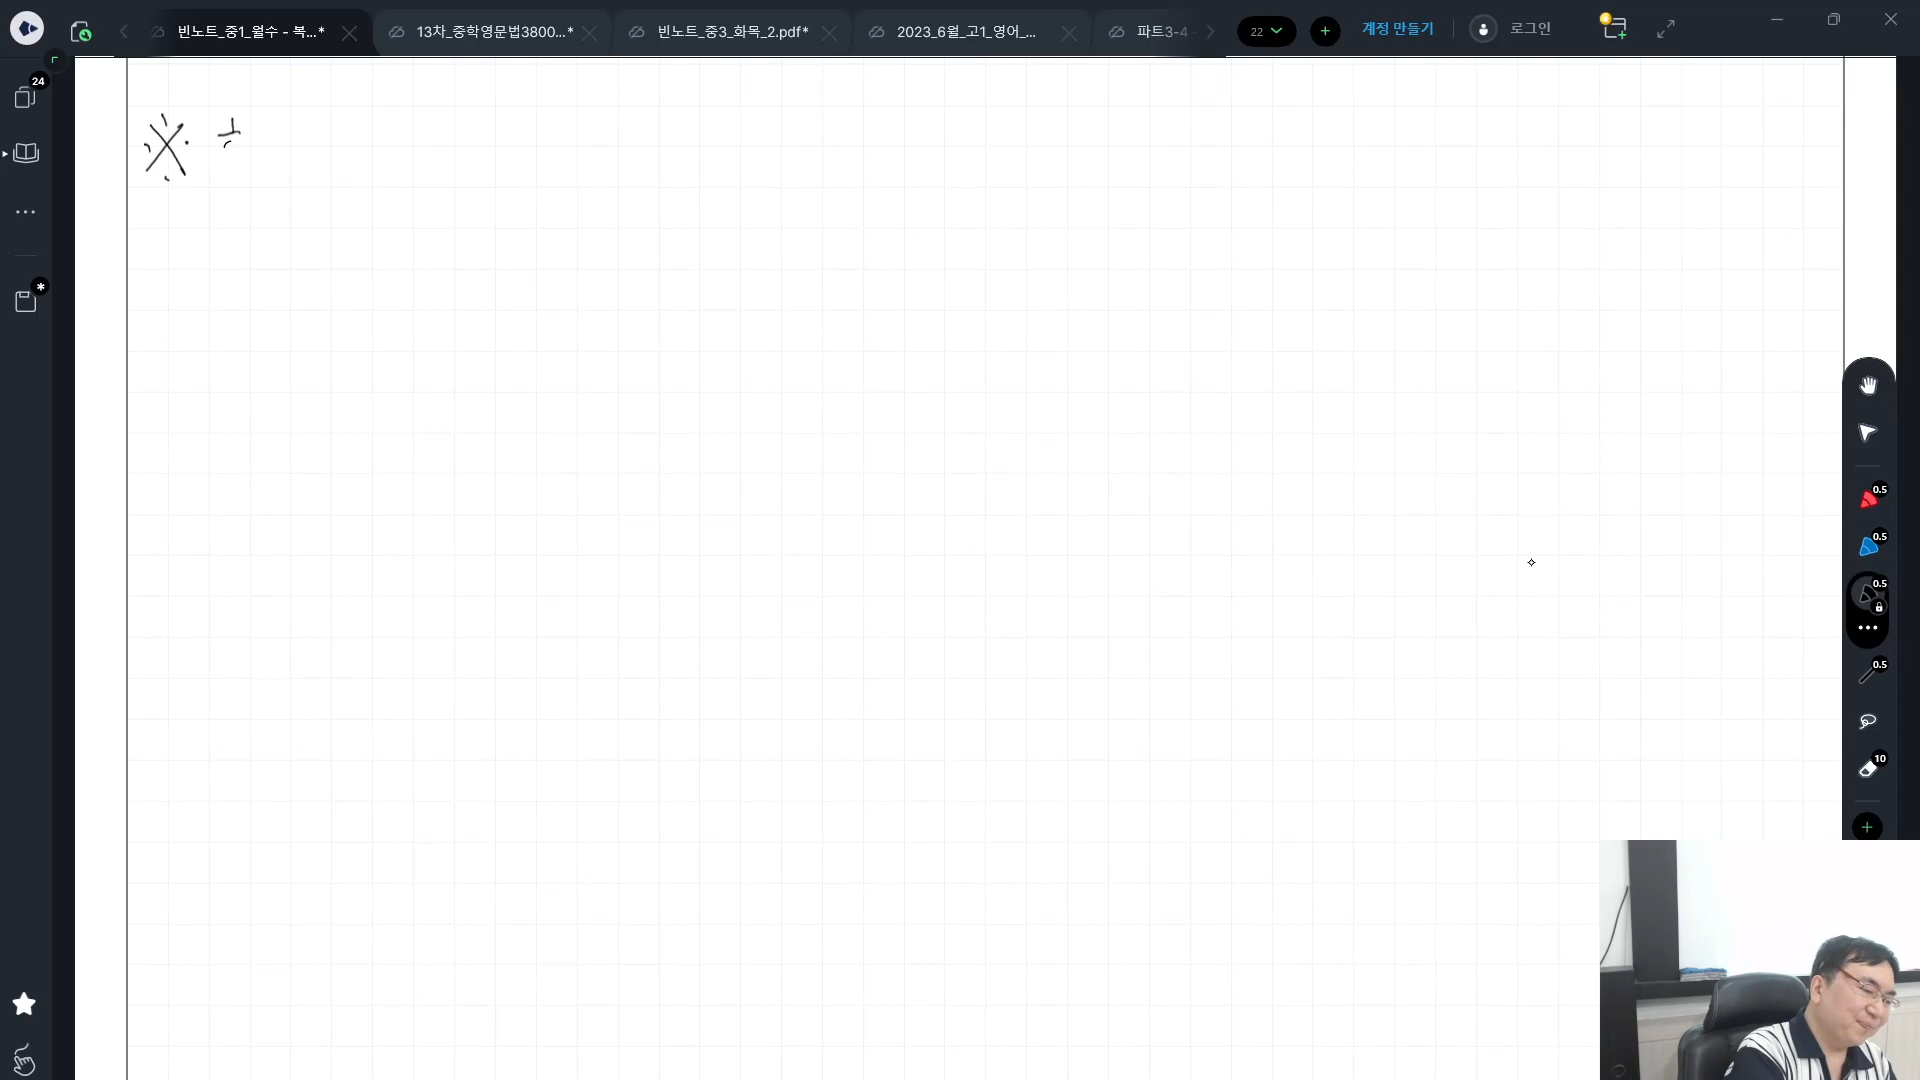 빈노트_중1_월수 - 복...*
13차_중학영문법3800...*
빈노트_중3_화목_2.pdf*
2023_6월_고1_영어_...
파트3-4
22
계정 만들기
로그인
24
*
※
0.5
0.5
0.5
0.5
10